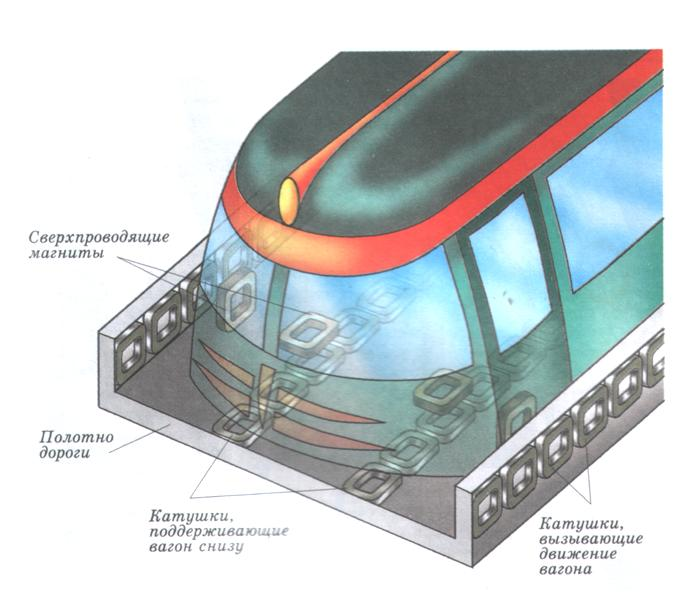 Сверхпроводящие
магниты
Полотно
дороги
Катушки,
поддерживающие
вагон снизу
Катушки,
вызывающие
движение
вагона